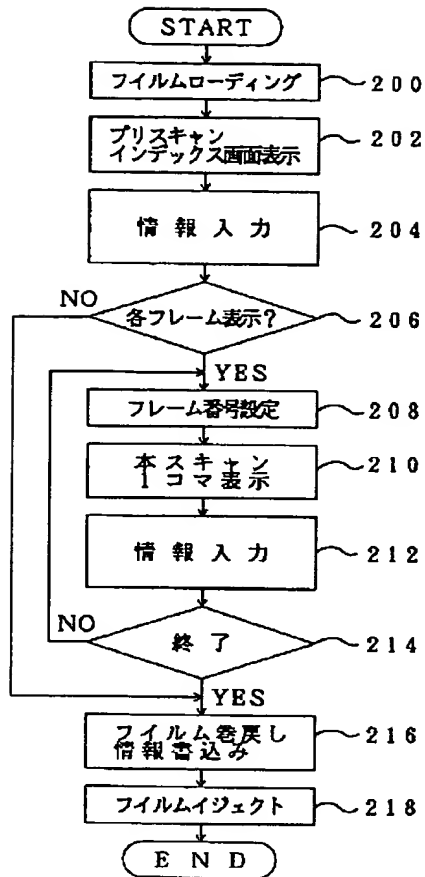 START
フイルムローディング 200
プリスキャン
インデックス画面表示 202
情報入力 204
NO
各フレーム表示? 206
YES
フレーム番号設定 208
本スキャン
1コマ表示 210
情報入力 212
NO
終了 214
YES
フイルム巻戻し
情報書込み 216
フイルムイジェクト 218
END